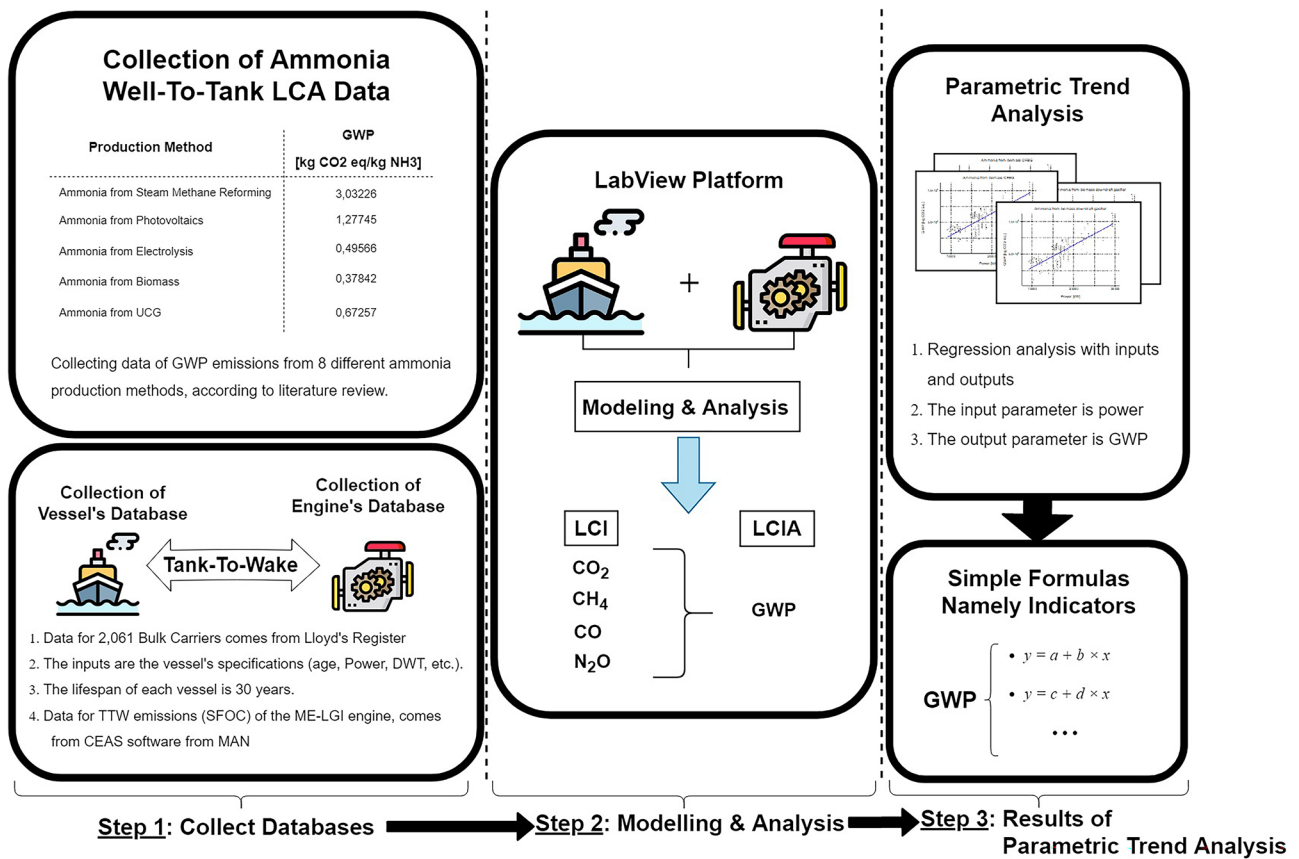 Collection of Ammonia
Well-To-Tank LCA Data
Production Method
GWP
[kg CO2 eq/kg NH3]
Ammonia from Steam Methane Reforming 3,03226
Ammonia from Photovoltaics 1,27745
Ammonia from Electrolysis 0,49566
Ammonia from Biomass 0,37842
Ammonia from UCG 0,67257
Collecting data of GWP emissions from 8 different ammonia
production methods, according to literature review.
Collection of
Vessel's Database
Collection of
Engine's Database
Tank-To-Wake
1. Data for 2,061 Bulk Carriers comes from Lloyd's Register
2. The inputs are the vessel's specifications (age, Power, DWT, etc.).
3. The lifespan of each vessel is 30 years.
4. Data for TTW emissions (SFOC) of the ME-LGI engine, comes
from CEAS software from MAN
Step 1: Collect Databases
LabView Platform
+
Modeling & Analysis
LCI
LCIA
CO2
CH4
CO
N2O
GWP
Step 2: Modelling & Analysis
Parametric Trend
Analysis
Ammonia from biomass downdraft gasifier
1. Regression analysis with inputs
and outputs
2. The input parameter is power
3. The output parameter is GWP
Simple Formulas
Namely Indicators
GWP
• y = a + b × x
• y = c + d × x
• • •
Step 3: Results of
Parametric Trend Analysis